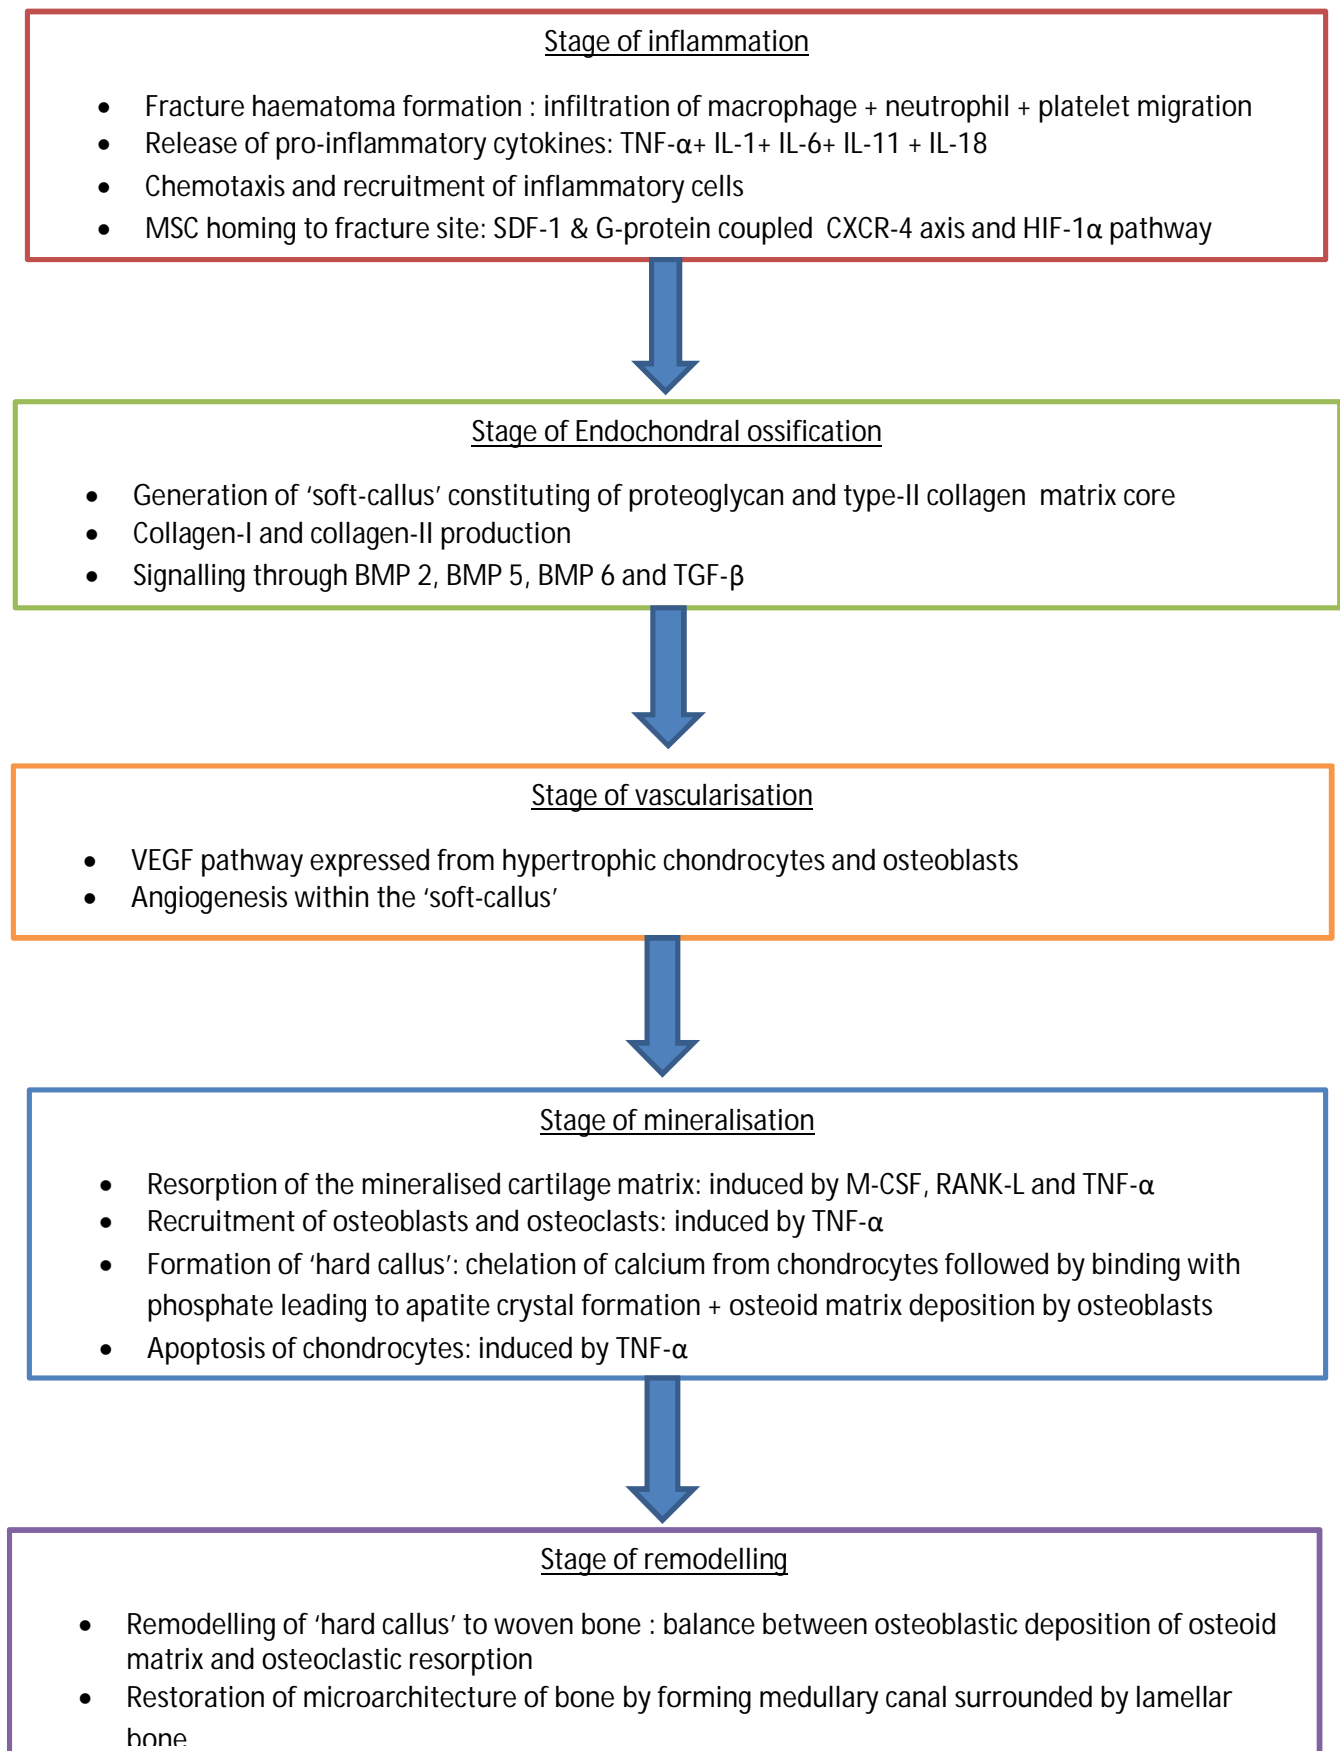 Stage of inflammation
• Fracture haematoma formation : infiltration of macrophage + neutrophil + platelet migration
• Release of pro-inflammatory cytokines: TNF-α+ IL-1+ IL-6+ IL-11 + IL-18
• Chemotaxis and recruitment of inflammatory cells
• MSC homing to fracture site: SDF-1 & G-protein coupled CXCR-4 axis and HIF-1α pathway
Stage of Endochondral ossification
• Generation of ‘soft-callus’ constituting of proteoglycan and type-II collagen matrix core
• Collagen-I and collagen-II production
• Signalling through BMP 2, BMP 5, BMP 6 and TGF-β
Stage of vascularisation
• VEGF pathway expressed from hypertrophic chondrocytes and osteoblasts
• Angiogenesis within the ‘soft-callus’
Stage of mineralisation
• Resorption of the mineralised cartilage matrix: induced by M-CSF, RANK-L and TNF-α
• Recruitment of osteoblasts and osteoclasts: induced by TNF-α
• Formation of ‘hard callus’: chelation of calcium from chondrocytes followed by binding with
phosphate leading to apatite crystal formation + osteoid matrix deposition by osteoblasts
• Apoptosis of chondrocytes: induced by TNF-α
Stage of remodelling
• Remodelling of ‘hard callus’ to woven bone : balance between osteoblastic deposition of osteoid
matrix and osteoclastic resorption
• Restoration of microarchitecture of bone by forming medullary canal surrounded by lamellar
bone